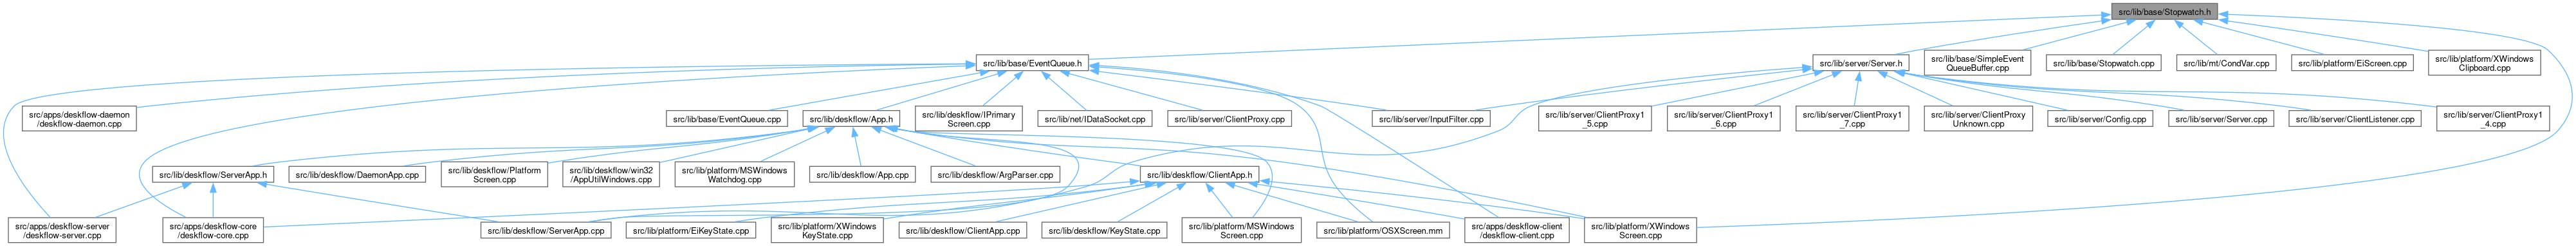 src/lib/base/Stopwatch.h
src/lib/base/EventQueue.h
src/lib/server/Server.h
src/lib/base/SimpleEvent
QueueBuffer.cpp
src/lib/base/Stopwatch.cpp
src/lib/mt/CondVar.cpp
src/lib/platform/EiScreen.cpp
src/lib/platform/XWindows
Clipboard.cpp
src/apps/deskflow-daemon
/deskflow-daemon.cpp
src/lib/base/EventQueue.cpp
src/lib/deskflow/App.h
src/lib/deskflow/IPrimary
Screen.cpp
src/lib/net/IDataSocket.cpp
src/lib/server/ClientProxy.cpp
src/lib/server/InputFilter.cpp
src/lib/server/ClientProxy1
_5.cpp
src/lib/server/ClientProxy1
_6.cpp
src/lib/server/ClientProxy1
_7.cpp
src/lib/server/ClientProxy
Unknown.cpp
src/lib/server/Config.cpp
src/lib/server/Server.cpp
src/lib/server/ClientListener.cpp
src/lib/server/ClientProxy1
_4.cpp
src/lib/deskflow/ServerApp.h
src/lib/deskflow/DaemonApp.cpp
src/lib/deskflow/Platform
Screen.cpp
src/lib/deskflow/win32
/AppUtilWindows.cpp
src/lib/platform/MSWindows
Watchdog.cpp
src/lib/deskflow/App.cpp
src/lib/deskflow/ArgParser.cpp
src/lib/deskflow/ClientApp.h
src/apps/deskflow-server
/deskflow-server.cpp
src/apps/deskflow-core
/deskflow-core.cpp
src/lib/deskflow/ServerApp.cpp
src/lib/platform/EiKeyState.cpp
src/lib/platform/XWindows
KeyState.cpp
src/lib/deskflow/ClientApp.cpp
src/lib/deskflow/KeyState.cpp
src/lib/platform/MSWindows
Screen.cpp
src/lib/platform/OSXScreen.mm
src/apps/deskflow-client
/deskflow-client.cpp
src/lib/platform/XWindows
Screen.cpp